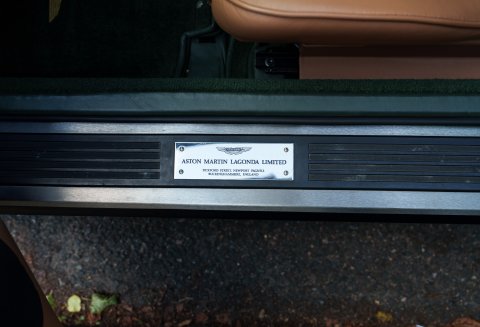 ASTON MARTIN LAGONDA LIMITED
TICKFORD STREET, NEWPORT PAGNELL
BUCKINGHAMSHIRE, ENGLAND